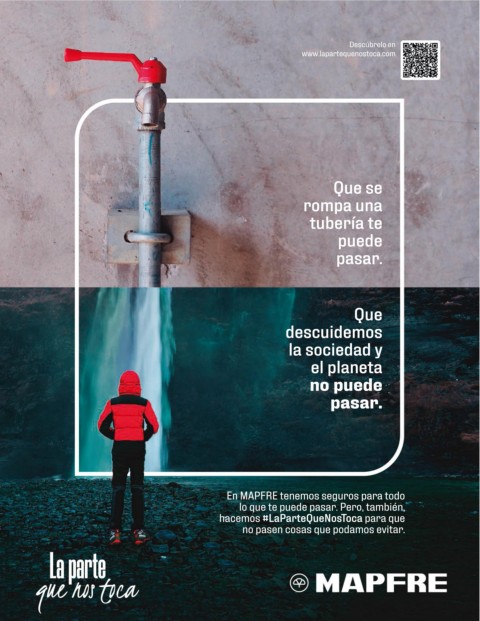 Descúbrelo en
www.lapartequenostoca.com
Que se
rompa una
tubería te
puede
pasar.
Que
descuidemos
la sociedad y
el planeta
no puede
pasar.
En MAPFRE tenemos seguros para todo
lo que te puede pasar. Pero, también,
hacemos #LaParteQueNosToca para que
no pasen cosas que podamos evitar.
La parte
que nos toca
MAPFRE